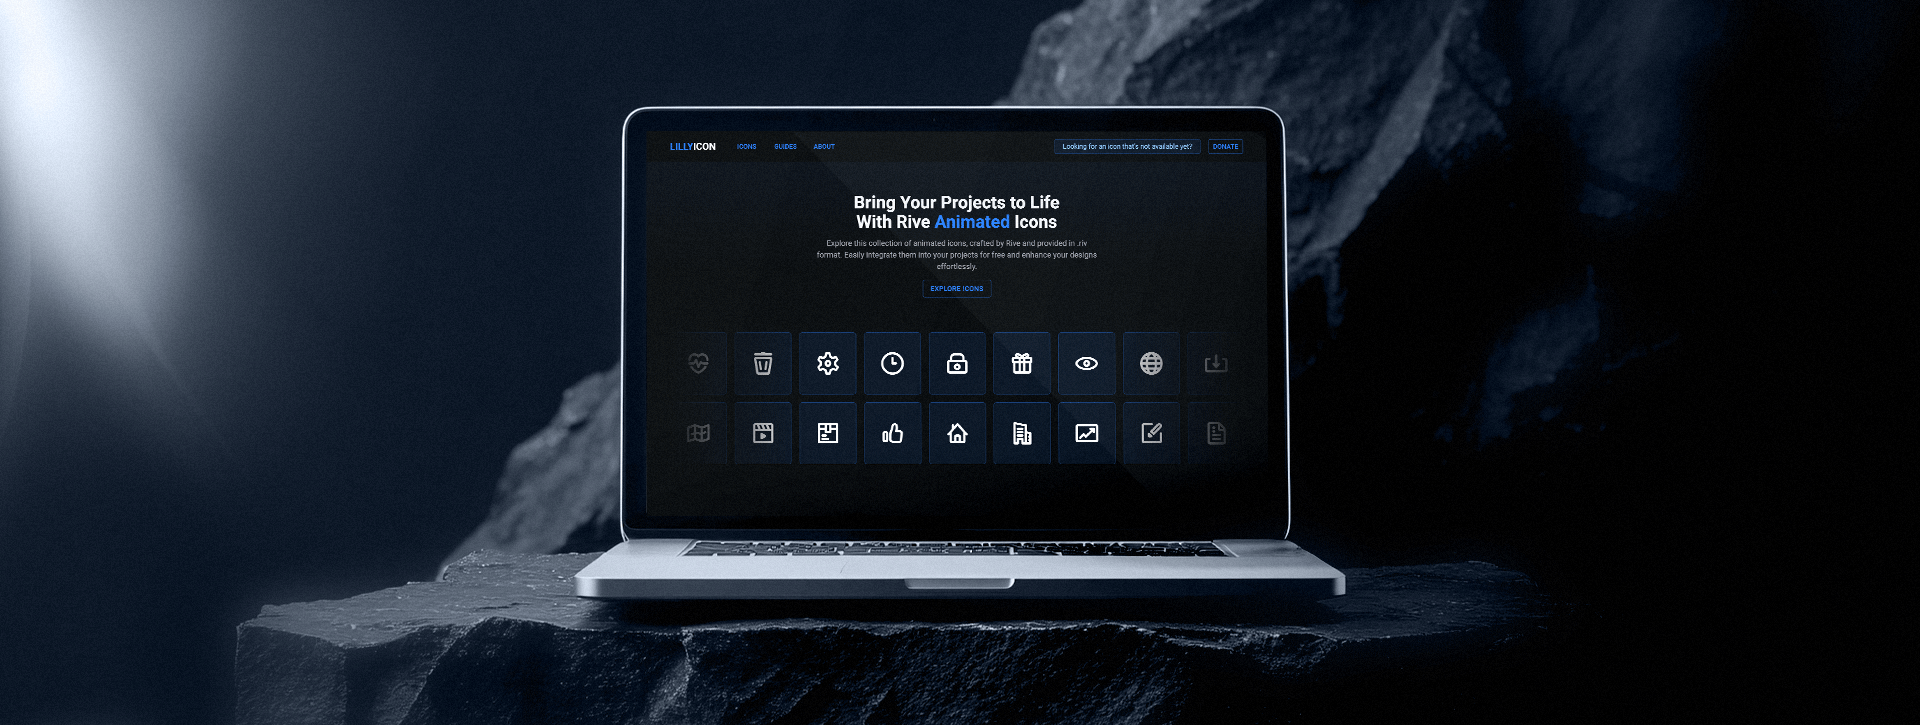 LILLYICON ICONS GUIDES ABOUT Looking for an icon that's not available yet? DONATE
Bring Your Projects to Life
With Rive Animated Icons
Explore this collection of animated icons, crafted by Rive and provided in .riv
format. Easily integrate them into your projects for free and enhance your designs
effortlessly.
EXPLORE ICONS